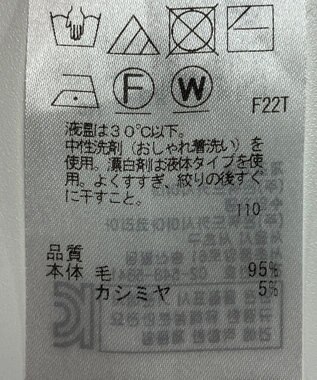 F
W
F22T
液温は30℃以下。
中性洗剤(おしゃれ着洗い)を
使用。漂白剤は液体タイプを使
用。よくすすぎ、絞りの後すぐ
に干すこと。
110
品質
本体 毛 95%
カシミヤ 5%